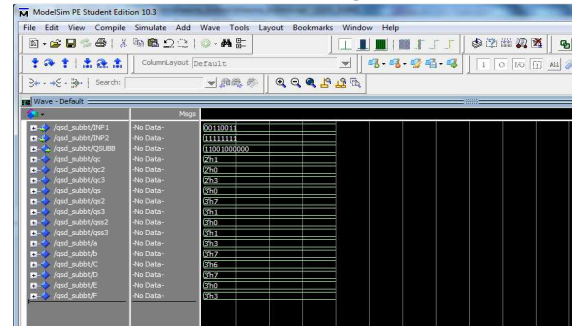 ModelSim PE Student Edition 10.3
File Edit View Compile Simulate Add Wave Tools Layout Bookmarks Window Help
ColumnLayout Default
Search:
Wave - Default
Msgs
/qsd_subbt/INP1 -No Data- 00110011
/qsd_subbt/INP2 -No Data- 11111111
/qsd_subbt/QSUBB -No Data- 11001000000
/qsd_subbt/qc -No Data- 2'h1
/qsd_subbt/qc2 -No Data- 2'h0
/qsd_subbt/qc3 -No Data- 2'h3
/qsd_subbt/qs -No Data- 3'h0
/qsd_subbt/qs2 -No Data- 3'h7
/qsd_subbt/qs3 -No Data- 3'h1
/qsd_subbt/qss2 -No Data- 3'h0
/qsd_subbt/qss3 -No Data- 3'h1
/qsd_subbt/a -No Data- 3'h3
/qsd_subbt/b -No Data- 3'h7
/qsd_subbt/C -No Data- 3'h6
/qsd_subbt/D -No Data- 3'h7
/qsd_subbt/E -No Data- 3'h0
/qsd_subbt/F -No Data- 3'h3